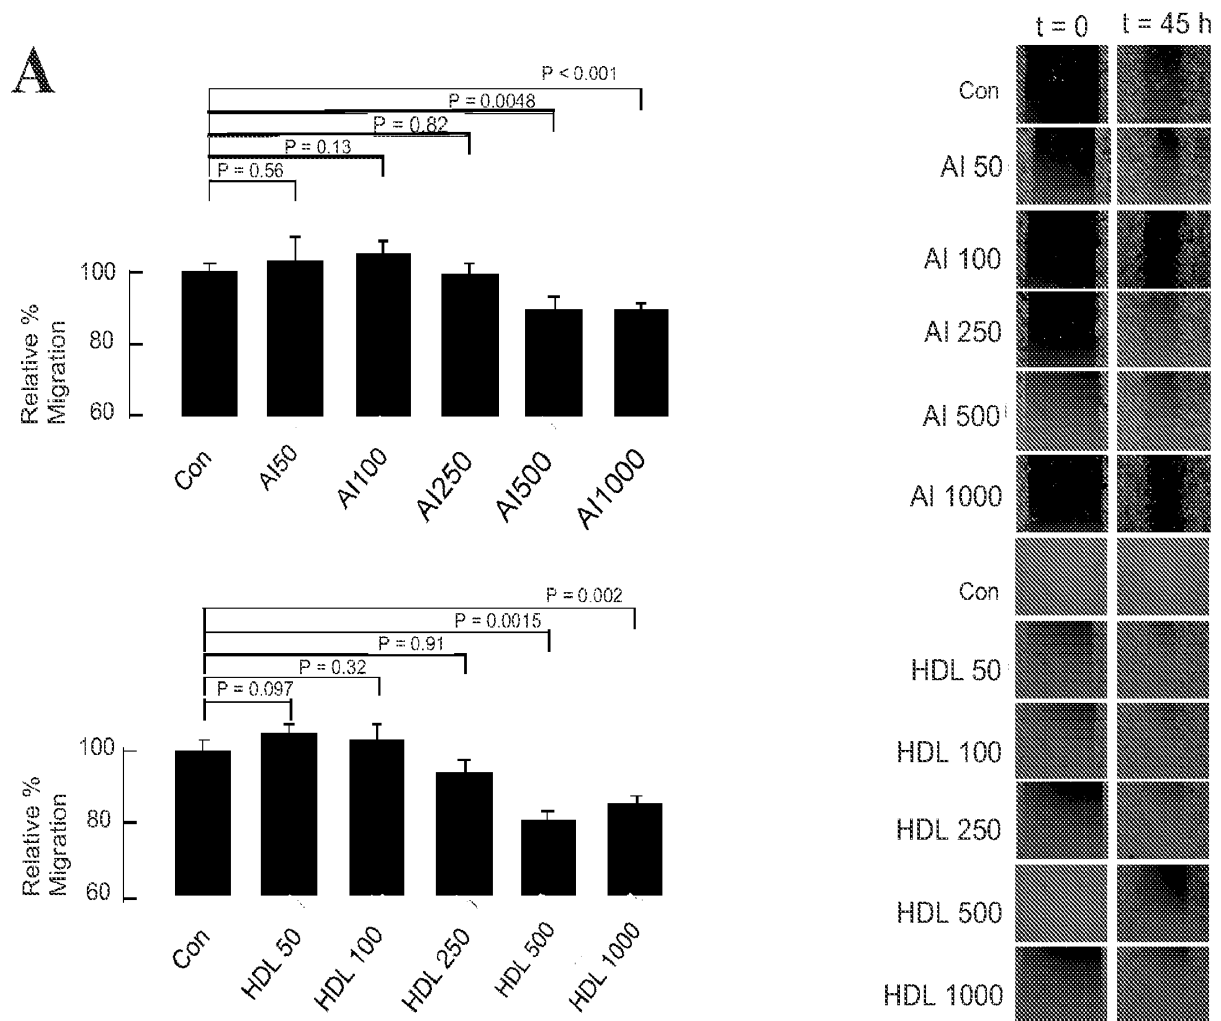 A
P < 0.001
P = 0.0048
P = 0.82
P = 0.13
P = 0.56
100
80
60
Relative %
Migration
Con
AI50
AI100
AI250
AI500
AI1000
P = 0.002
P = 0.0015
P = 0.91
P = 0.32
P = 0.097
100
80
60
Relative %
Migration
Con
HDL 50
HDL 100
HDL 250
HDL 500
HDL 1000
t = 0 t = 45 h
Con
AI 50
AI 100
AI 250
AI 500
AI 1000
Con
HDL 50
HDL 100
HDL 250
HDL 500
HDL 1000